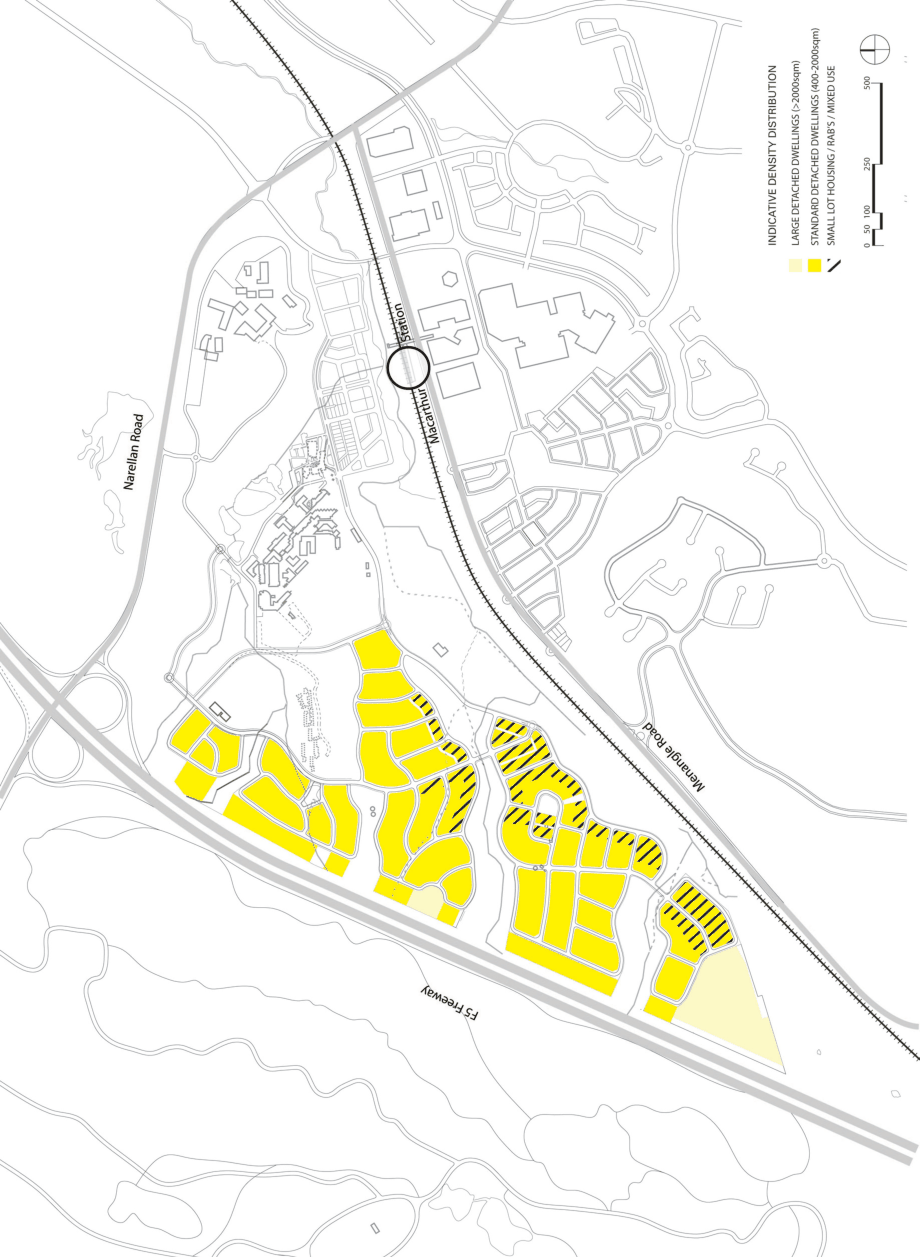 INDICATIVE DENSITY DISTRIBUTION
LARGE DETACHED DWELLINGS (>2000sqm)
STANDARD DETACHED DWELLINGS (400-2000sqm)
SMALL LOT HOUSING / RAB'S / MIXED USE
0 50 100 250 500
Narellan Road
Macarthur Station
Menangle Road
F5 Freeway